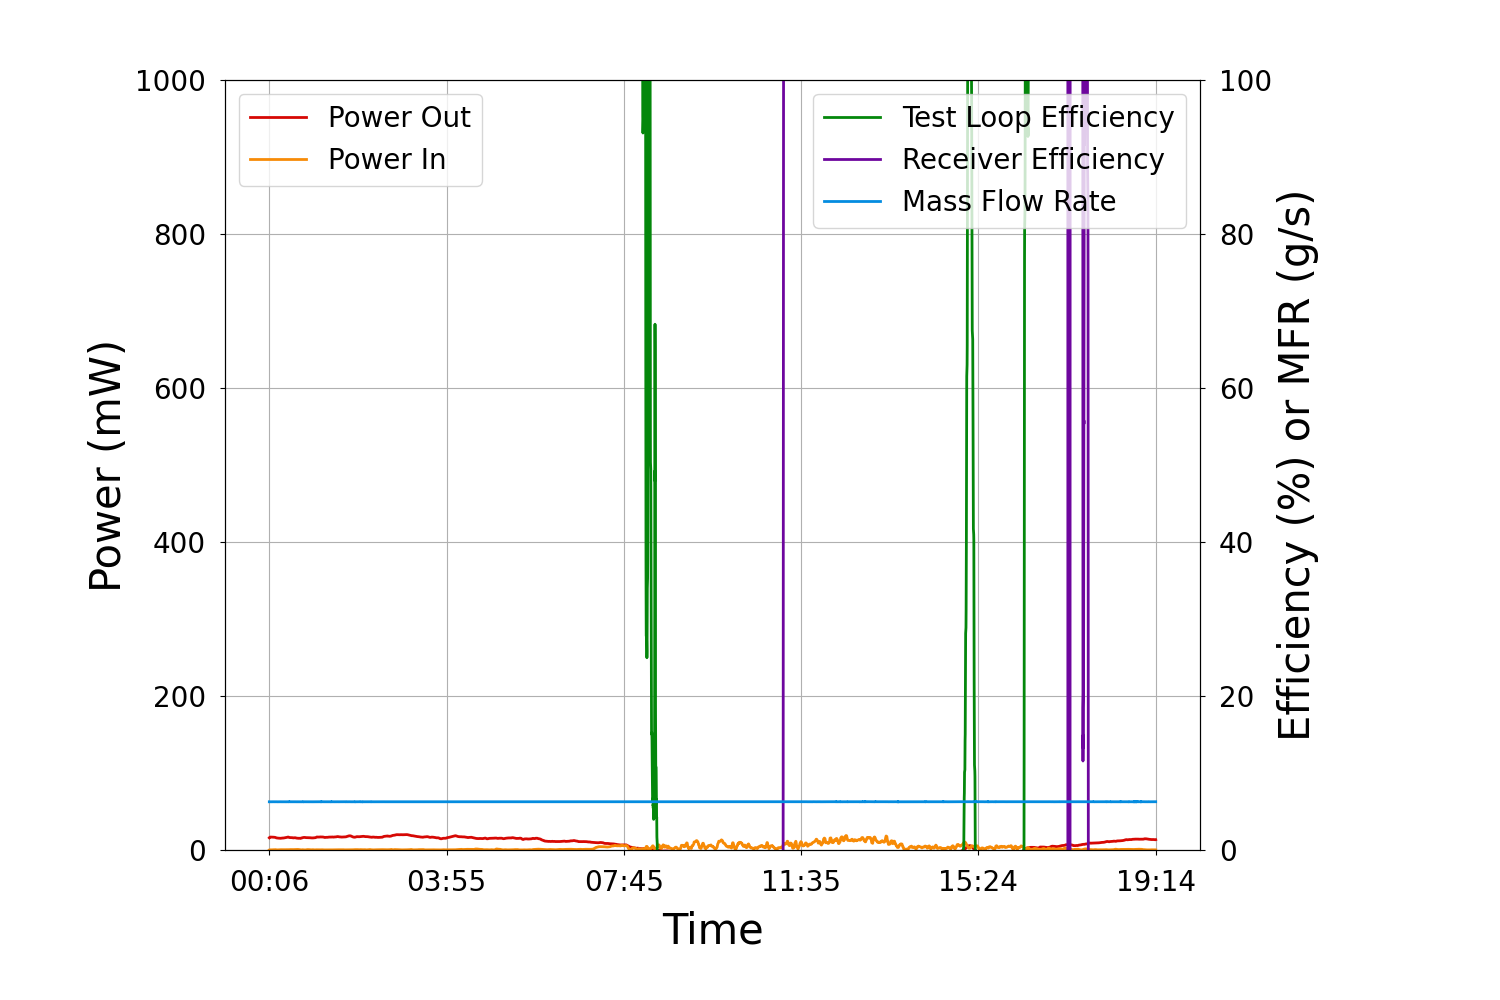 1000
800
600
400
200
0
Power (mW)
Power Out
Power In
Test Loop Efficiency
Receiver Efficiency
Mass Flow Rate
100
80
60
40
20
0
Efficiency (%) or MFR (g/s)
00:06 03:55 07:45 11:35 15:24 19:14
Time